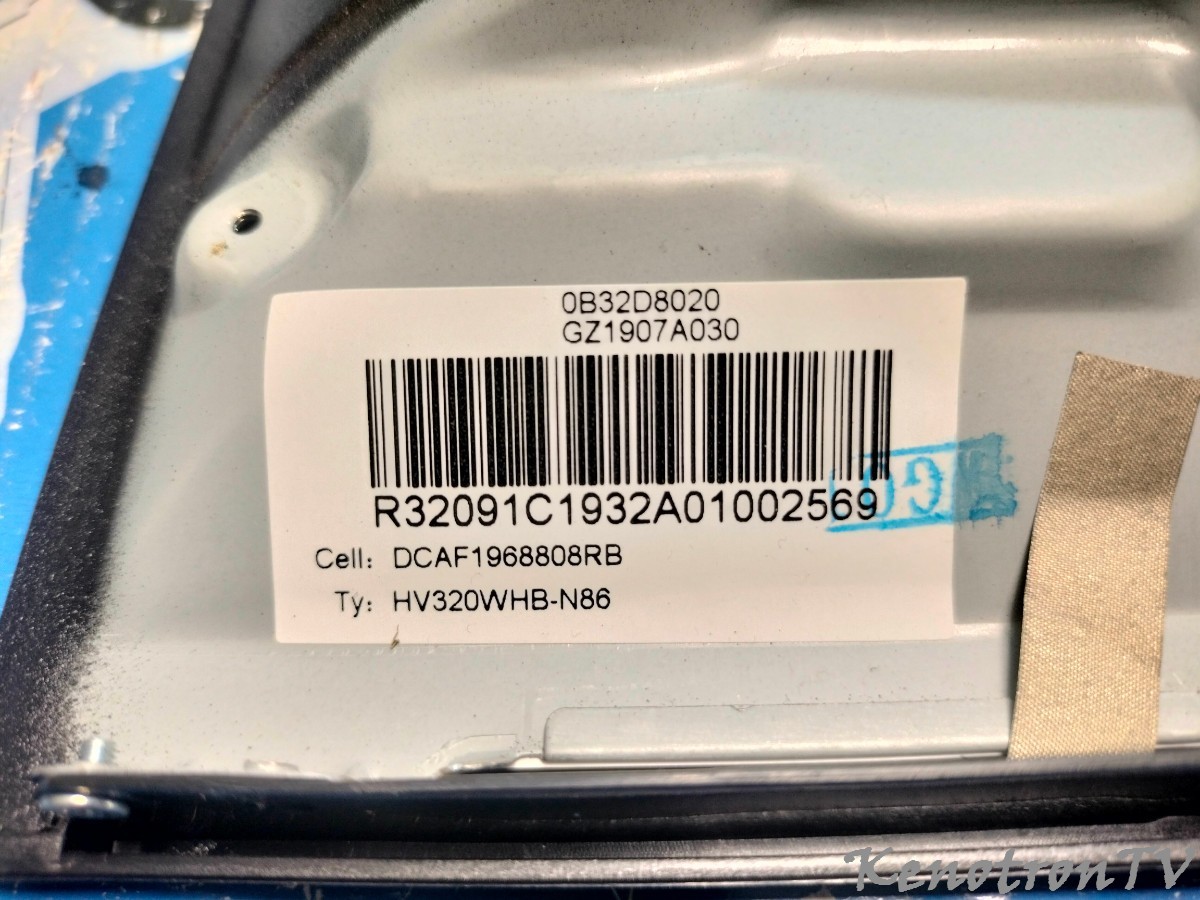 0B32D8020
GZ1907A030
R32091C1932A01002569
Cell: DCAF1968808RB
Ty: HV320WHB-N86
KenotronTV